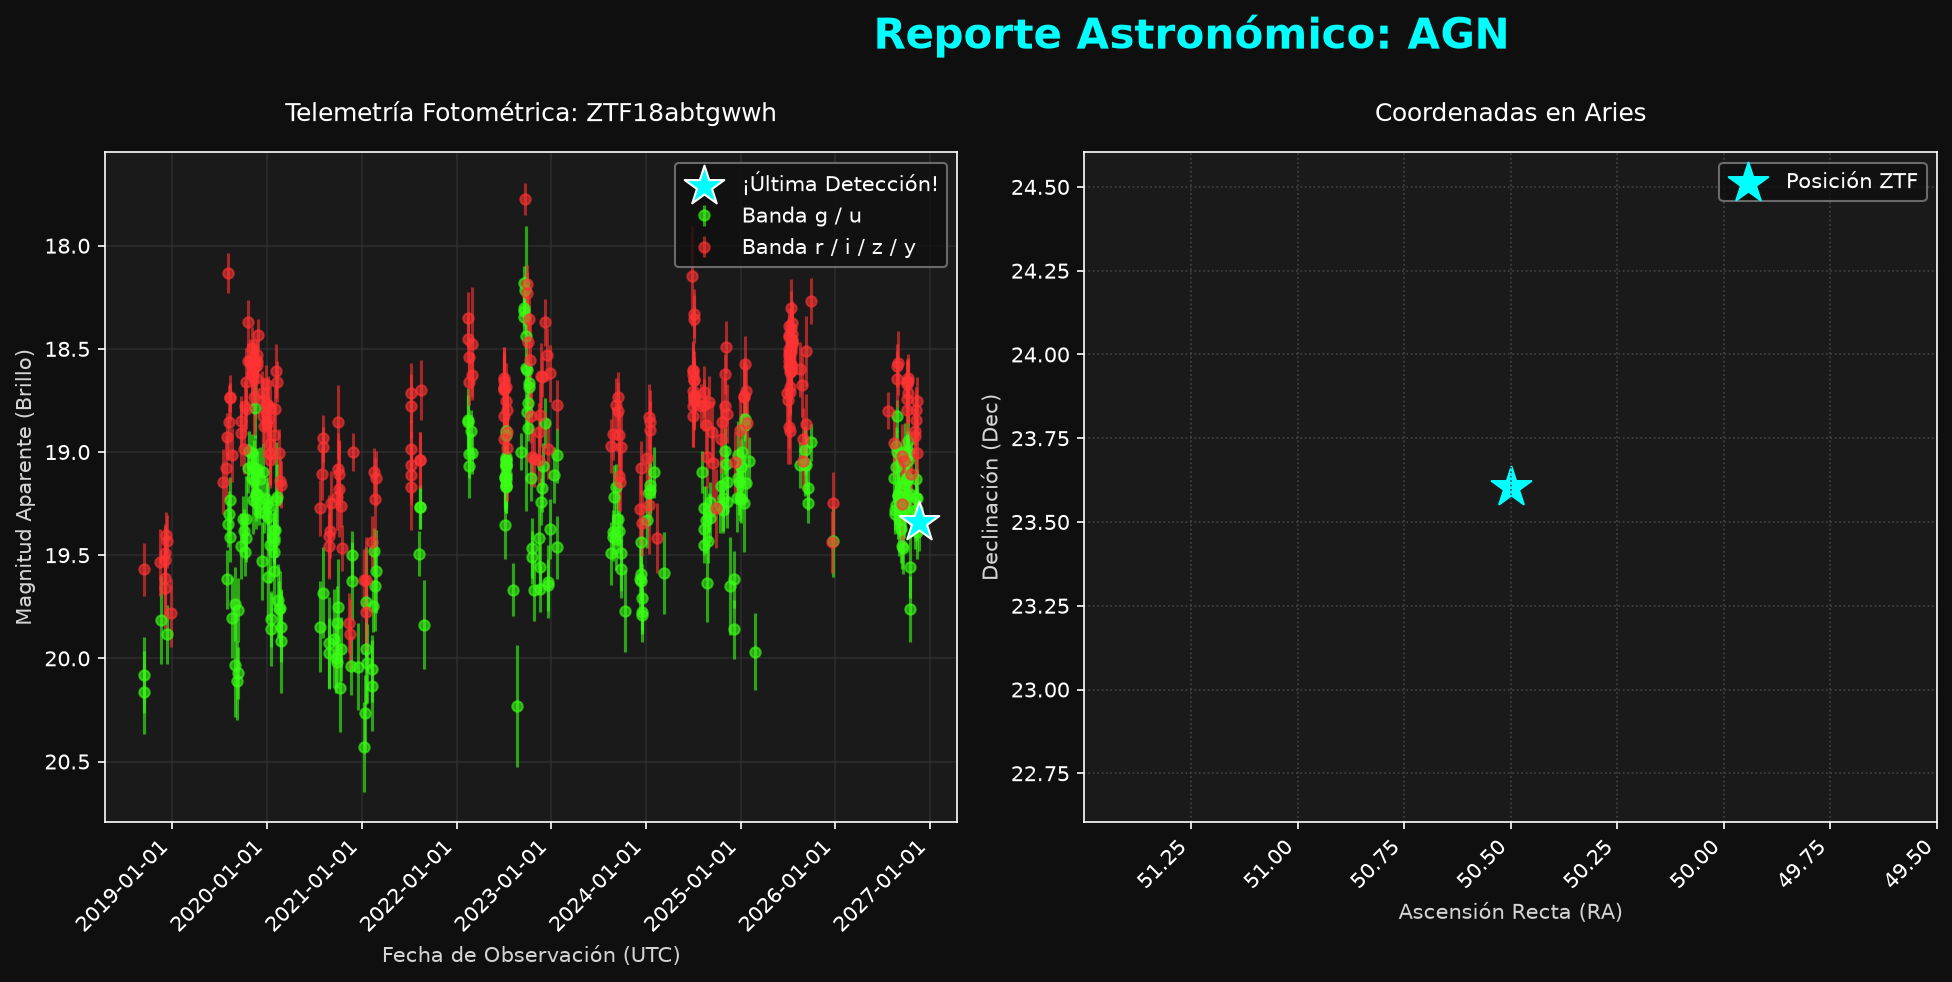 Reporte Astronómico: AGN
Telemetría Fotométrica: ZTF18abtgwwh
¡Última Detección!
Banda g / u
Banda r / i / z / y
Magnitud Aparente (Brillo)
18.0
18.5
19.0
19.5
20.0
20.5
2019-01-01
2020-01-01
2021-01-01
2022-01-01
2023-01-01
2024-01-01
2025-01-01
2026-01-01
2027-01-01
Fecha de Observación (UTC)
Coordenadas en Aries
Posición ZTF
Declinación (Dec)
24.50
24.25
24.00
23.75
23.50
23.25
23.00
22.75
51.25
51.00
50.75
50.50
50.25
50.00
49.75
49.50
Ascensión Recta (RA)